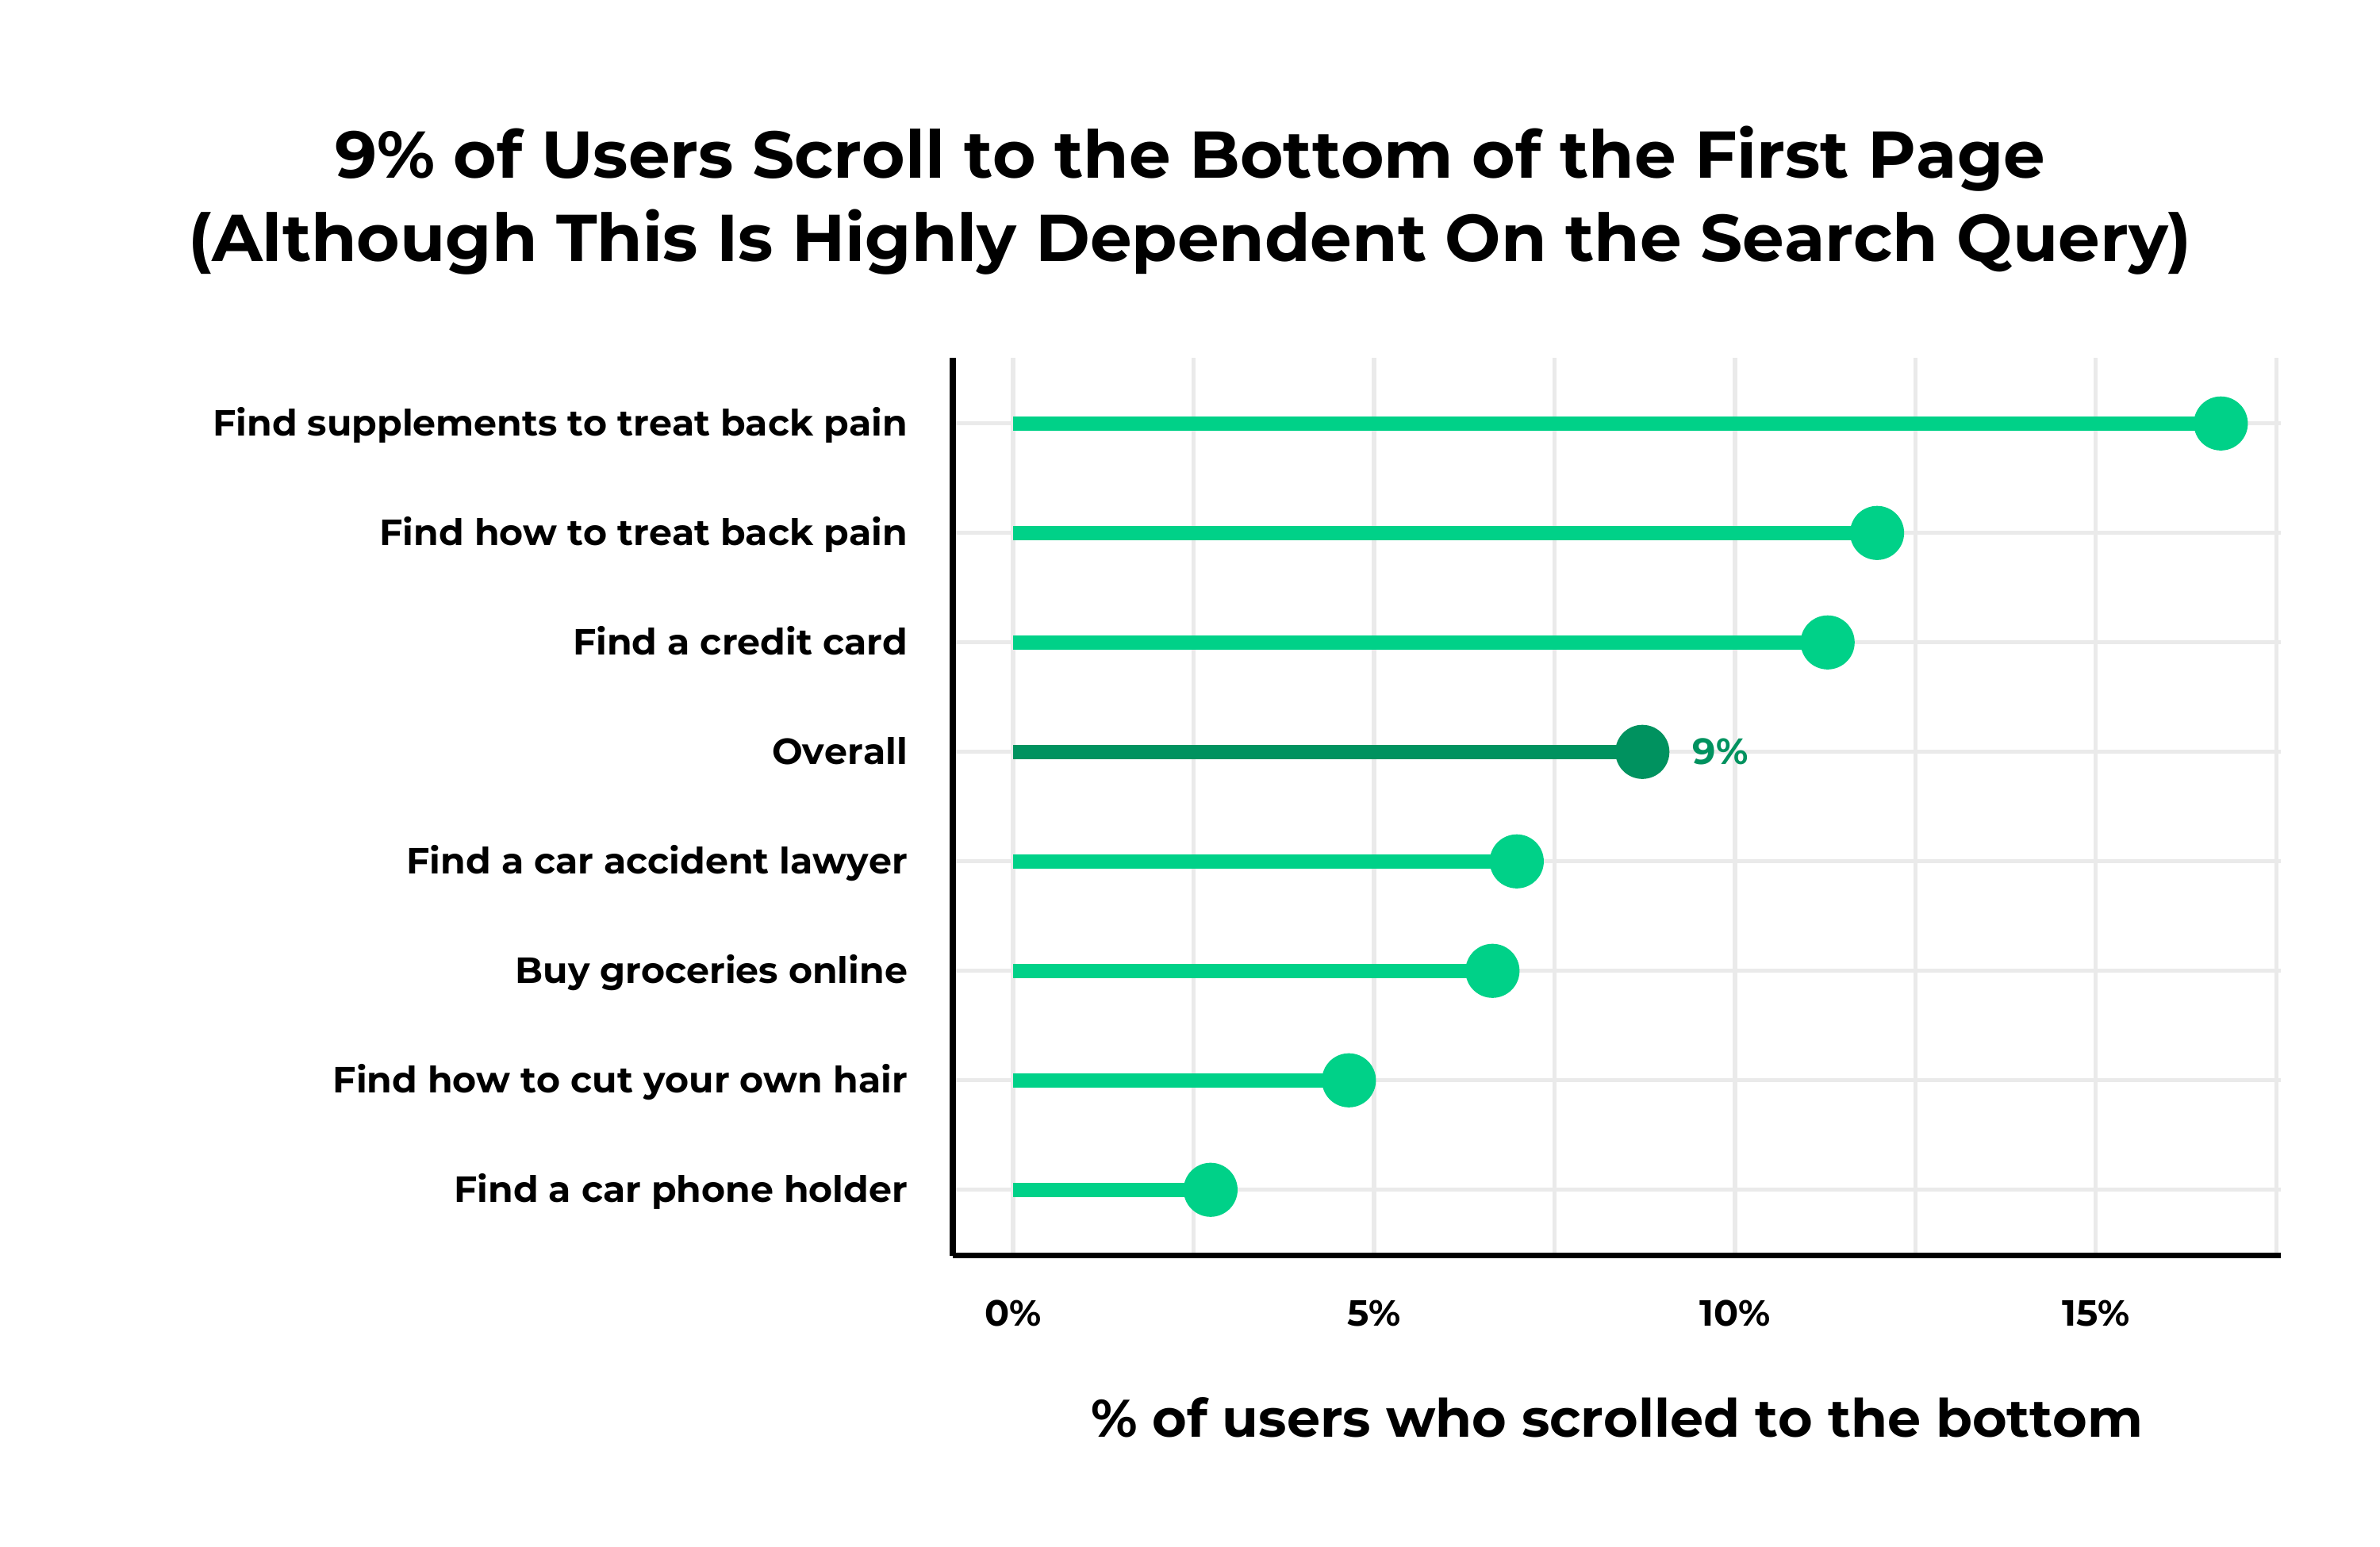 9% of Users Scroll to the Bottom of the First Page
(Although This Is Highly Dependent On the Search Query)
Find supplements to treat back pain
Find how to treat back pain
Find a credit card
Overall
9%
Find a car accident lawyer
Buy groceries online
Find how to cut your own hair
Find a car phone holder
0% 5% 10% 15%
% of users who scrolled to the bottom